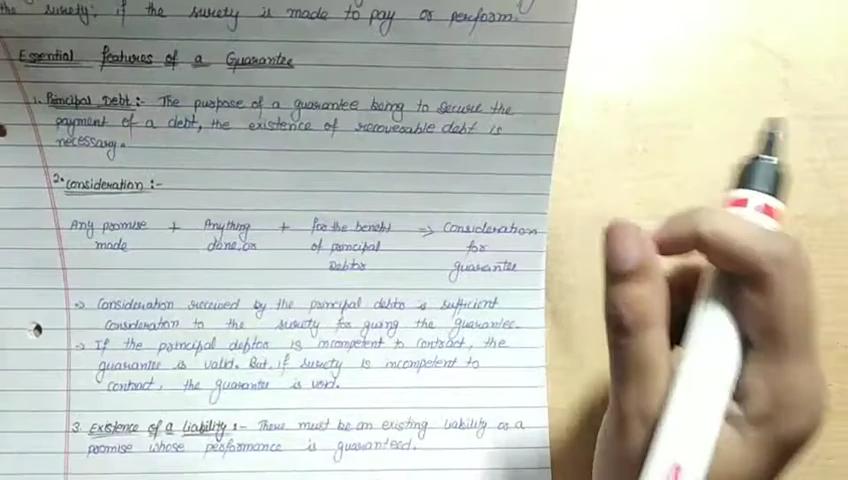 the surety: if the surety is made to pay or perform.
Essential features of a Guarantee
1. Principal Debt:- The purpose of a guarantee being to secure the
payment of a debt, the existence of recoverable debt is
necessary.
2. consideration :-
Any promise + Anything + for the benefit => Consideration
made done, or of principal for
Debtor guarantee
-> Consideration received by the principal debtor is sufficient
consideration to the surety for giving the guarantee.
-> If the principal debtor is incompetent to contract, the
guarantee is valid. But if surety is incompetent to
contract, the guarantee is void.
3. Existence of a liability :- There must be an existing liability or a
promise whose performance is guaranteed.